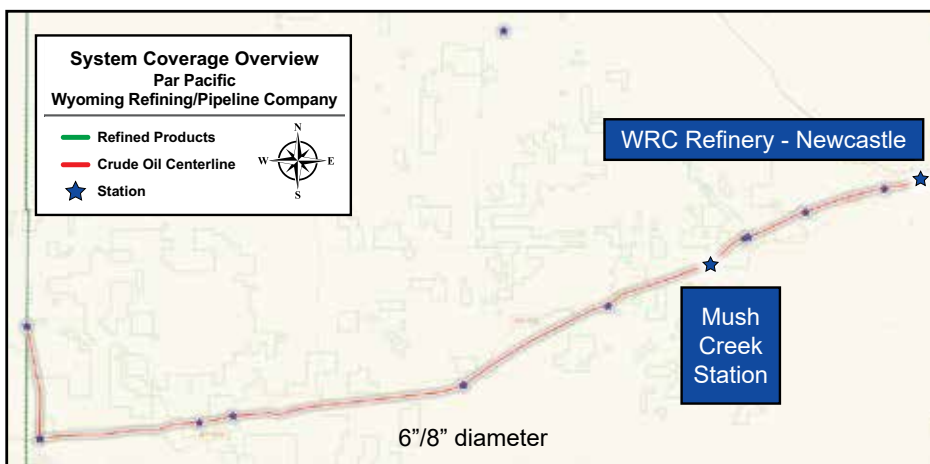 System Coverage Overview
Par Pacific
Wyoming Refining/Pipeline Company
Refined Products
Crude Oil Centerline
Station
N
W
E
S
WRC Refinery - Newcastle
Mush
Creek
Station
6”/8” diameter